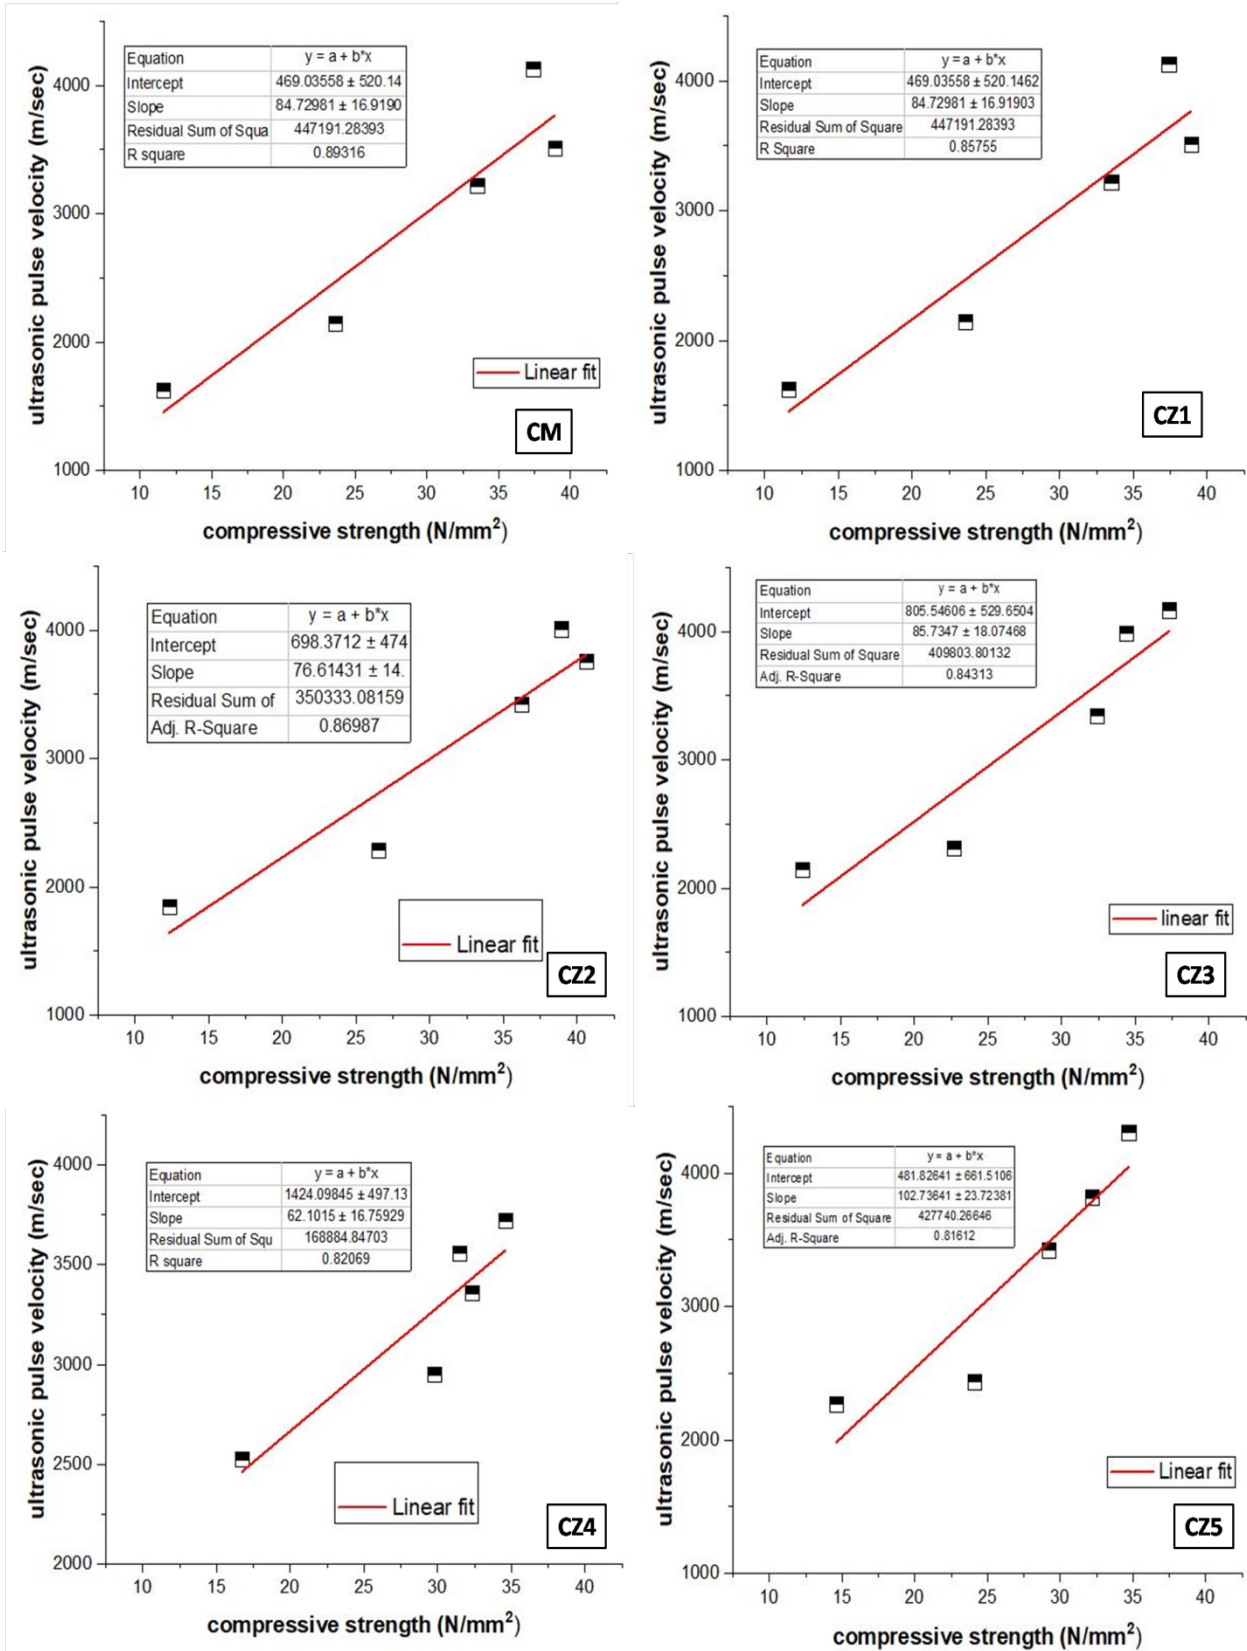 ultrasonic pulse velocity (m/sec)
4000
3000
2000
1000
Equation y = a + b*x
Intercept 469.03558 ± 520.14
Slope 84.72981 ± 16.9190
Residual Sum of Squa 447191.28393
R square 0.89316
Linear fit
CM
10 15 20 25 30 35 40
compressive strength (N/mm²)
ultrasonic pulse velocity (m/sec)
4000
3000
2000
1000
Equation y = a + b*x
Intercept 469.03558 ± 520.1462
Slope 84.72981 ± 16.91903
Residual Sum of Square 447191.28393
R Square 0.85755
CZ1
10 15 20 25 30 35 40
compressive strength (N/mm²)
ultrasonic pulse velocity (m/sec)
4000
3000
2000
1000
Equation y = a + b*x
Intercept 698.3712 ± 474
Slope 76.61431 ± 14.
Residual Sum of 350333.08159
Adj. R-Square 0.86987
Linear fit
CZ2
10 15 20 25 30 35 40
compressive strength (N/mm²)
ultrasonic pulse velocity (m/sec)
4000
3000
2000
1000
Equation y = a + b*x
Intercept 805.54606 ± 529.6504
Slope 85.7347 ± 18.07468
Residual Sum of Square 409803.80132
Adj. R-Square 0.84313
linear fit
CZ3
10 15 20 25 30 35 40
compressive strength (N/mm²)
ultrasonic pulse velocity (m/sec)
4000
3500
3000
2500
2000
Equation y = a + b*x
Intercept 1424.09845 ± 497.13
Slope 62.1015 ± 16.75929
Residual Sum of Squ 168884.84703
R square 0.82069
Linear fit
CZ4
10 15 20 25 30 35 40
compressive strength (N/mm²)
ultrasonic pulse velocity (m/sec)
4000
3000
2000
1000
Equation y = a + b*x
Intercept 481.82641 ± 661.5106
Slope 102.73641 ± 23.72381
Residual Sum of Square 427740.26646
Adj. R-Square 0.81612
Linear fit
CZ5
10 15 20 25 30 35 40
compressive strength (N/mm²)